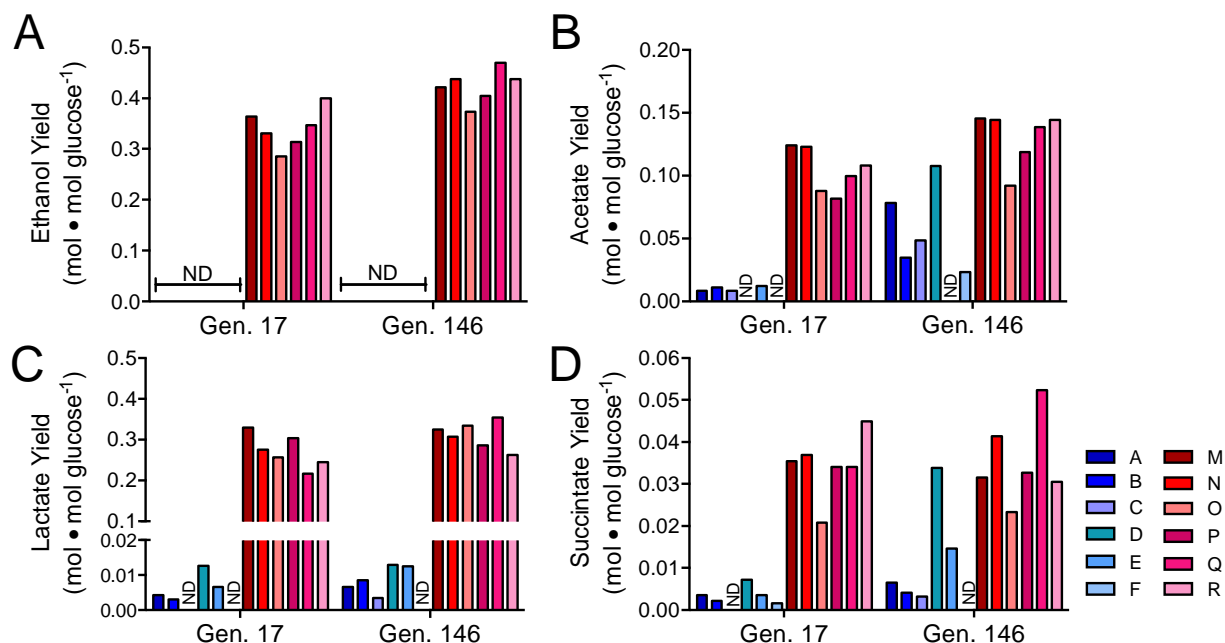 A
Ethanol Yield
(mol • mol glucose⁻¹)
0.5
0.4
0.3
0.2
0.1
0.0
ND
ND
Gen. 17
Gen. 146
B
Acetate Yield
(mol • mol glucose⁻¹)
0.20
0.15
0.10
0.05
0.00
ND
ND
ND
Gen. 17
Gen. 146
C
Lactate Yield
(mol • mol glucose⁻¹)
0.5
0.4
0.3
0.2
0.1
0.02
0.01
0.00
ND
ND
ND
Gen. 17
Gen. 146
D
Succintate Yield
(mol • mol glucose⁻¹)
0.06
0.05
0.04
0.03
0.02
0.01
0.00
ND
ND
Gen. 17
Gen. 146
A M
B N
C O
D P
E Q
F R